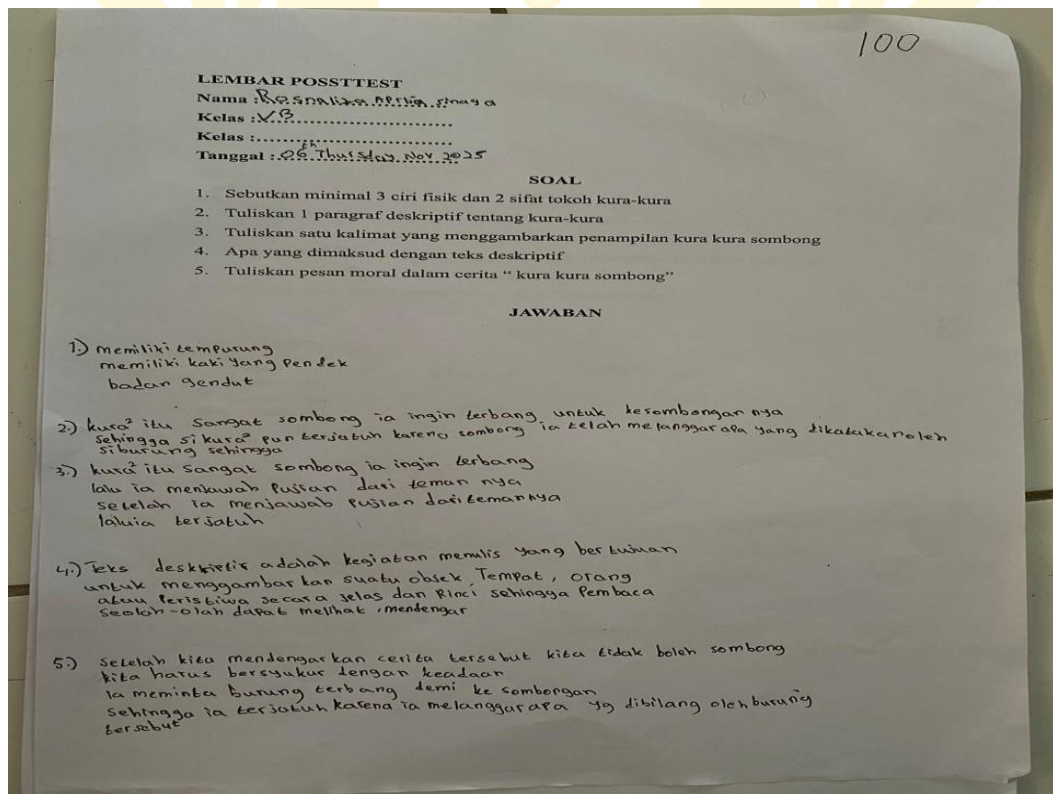 100
LEMBAR POSSTTEST
Nama : Rosnaliza sinaga
Kelas : VB
Kelas :
Tanggal : 06 th Thursday Nov 2025
SOAL
1. Sebutkan minimal 3 ciri fisik dan 2 sifat tokoh kura-kura
2. Tuliskan 1 paragraf deskriptif tentang kura-kura
3. Tuliskan satu kalimat yang menggambarkan penampilan kura kura sombong
4. Apa yang dimaksud dengan teks deskriptif
5. Tuliskan pesan moral dalam cerita “ kura kura sombong”
JAWABAN
1.) memiliki tempurung
memiliki kaki yang pendek
badan gendut
2.) kura² itu sangat sombong ia ingin terbang untuk kesombongan nya
sehingga si kura² pun terjatuh karena sombong ia telah melanggar apa yang dikatakan oleh
si burung sehingga
3.) kura² itu sangat sombong ia ingin terbang
lalu ia menjawab pujian dari teman nya
setelah ia menjawab pujian dari temannya
lalu ia terjatuh
4.) Teks deskriptif adalah kegiatan menulis yang bertujuan
untuk menggambar kan suatu objek, Tempat, orang
atau peristiwa secara jelas dan Rinci sehingga Pembaca
seolah-olah dapat melihat, mendengar
5.) setelah kita mendengar kan cerita tersebut kita tidak boleh sombong
kita harus bersyukur dengan keadaan
ia meminta burung terbang demi ke sombongan
sehingga ia terjatuh karena ia melanggar apa yg dibilang oleh burung
tersebut